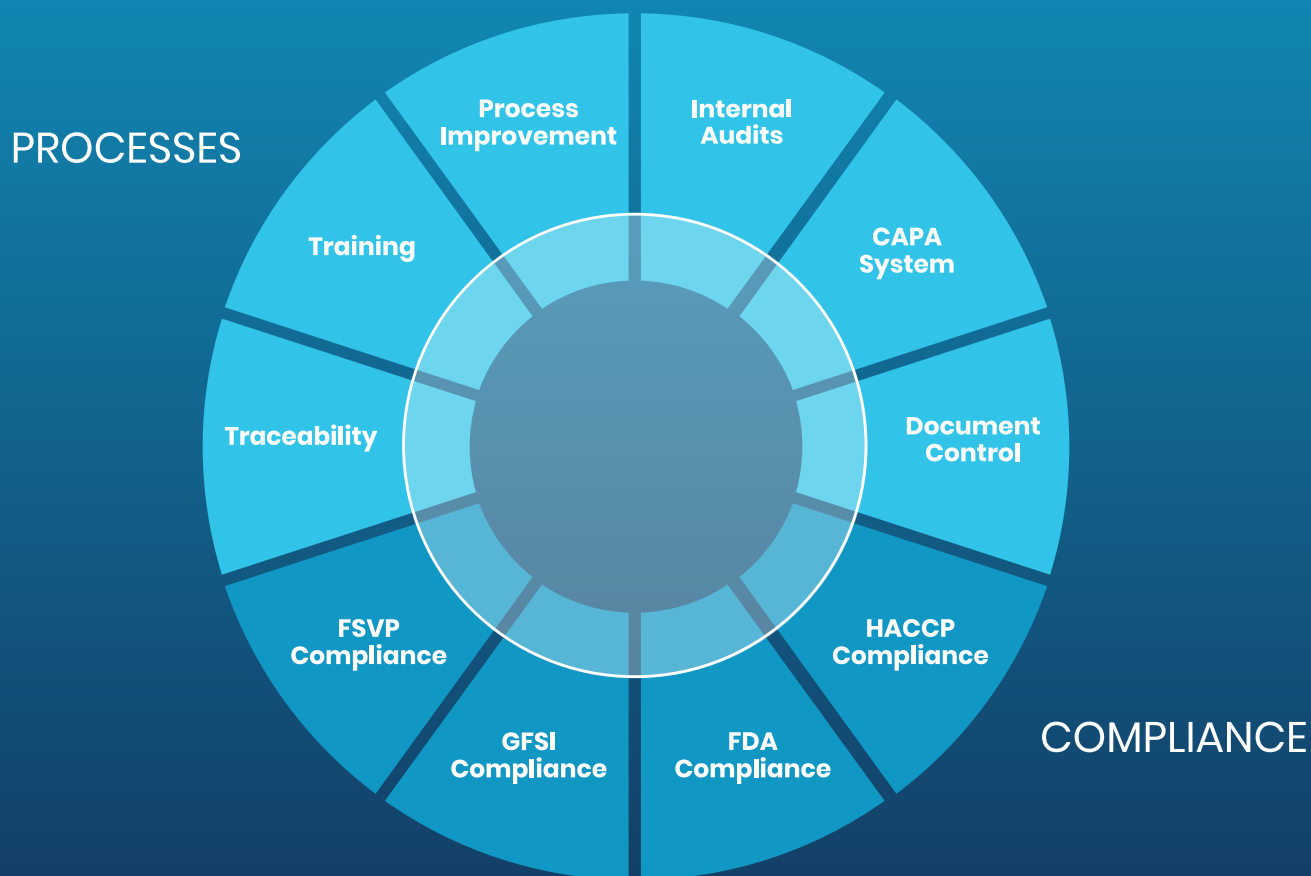 PROCESSES
Process
Improvement
Internal
Audits
CAPA
System
Document
Control
HACCP
Compliance
FDA
Compliance
GFSI
Compliance
FSVP
Compliance
Traceability
Training
COMPLIANCE